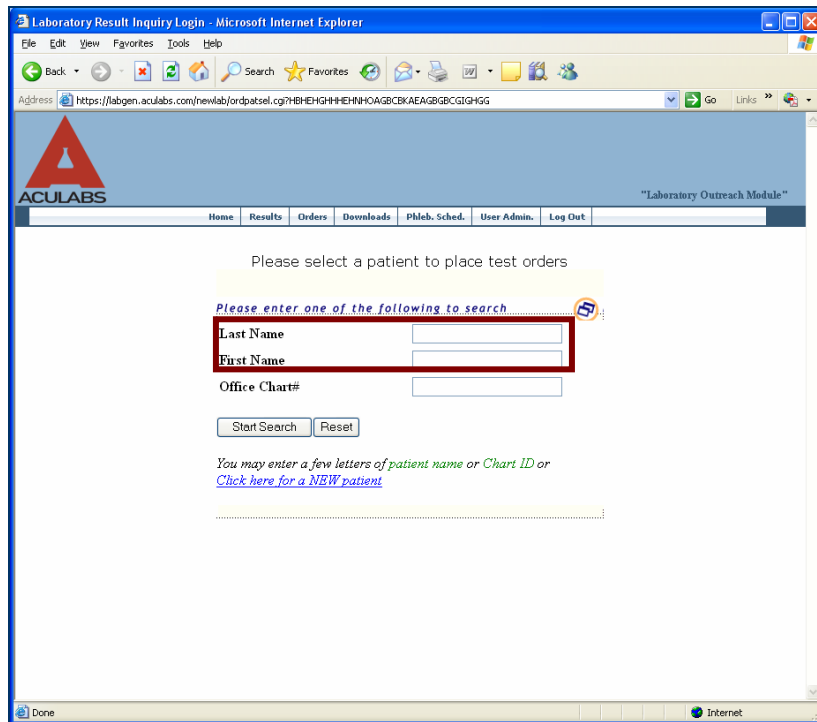 Laboratory Result Inquiry Login - Microsoft Internet Explorer
File Edit View Favorites Tools Help
Back Search Favorites
Address https://labgen.aculabs.com/newlab/ordpatsel.cgi?HBHEHGHHHEHNHOAGBCBKAEAGBGBCGIGHGG Go Links »
ACULABS
"Laboratory Outreach Module"
Home Results Orders Downloads Phleb. Sched. User Admin. Log Out
Please select a patient to place test orders
Please enter one of the following to search
Last Name
First Name
Office Chart#
Start Search Reset
You may enter a few letters of patient name or Chart ID or
Click here for a NEW patient
Done Internet